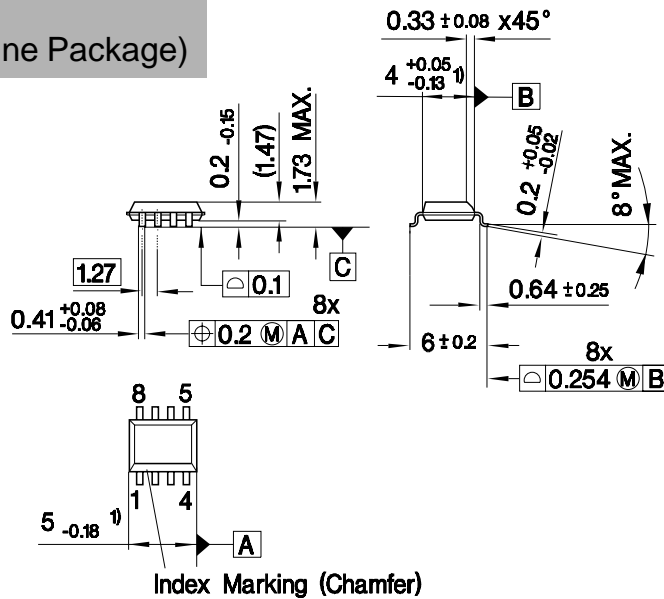 ne Package)
0.33 ±0.08 x45°
4 +0.05 -0.13 1)
B
0.2 -0.15
(1.47)
1.73 MAX.
0.2 +0.05 -0.02
8° MAX.
C
1.27
⌓ 0.1
0.64 ±0.25
0.41 +0.08 -0.06
8x
⌖ 0.2 Ⓜ A C
6 ±0.2
8x
⌓ 0.254 Ⓜ B
8 5
1 4
5 -0.18 1)
A
Index Marking (Chamfer)